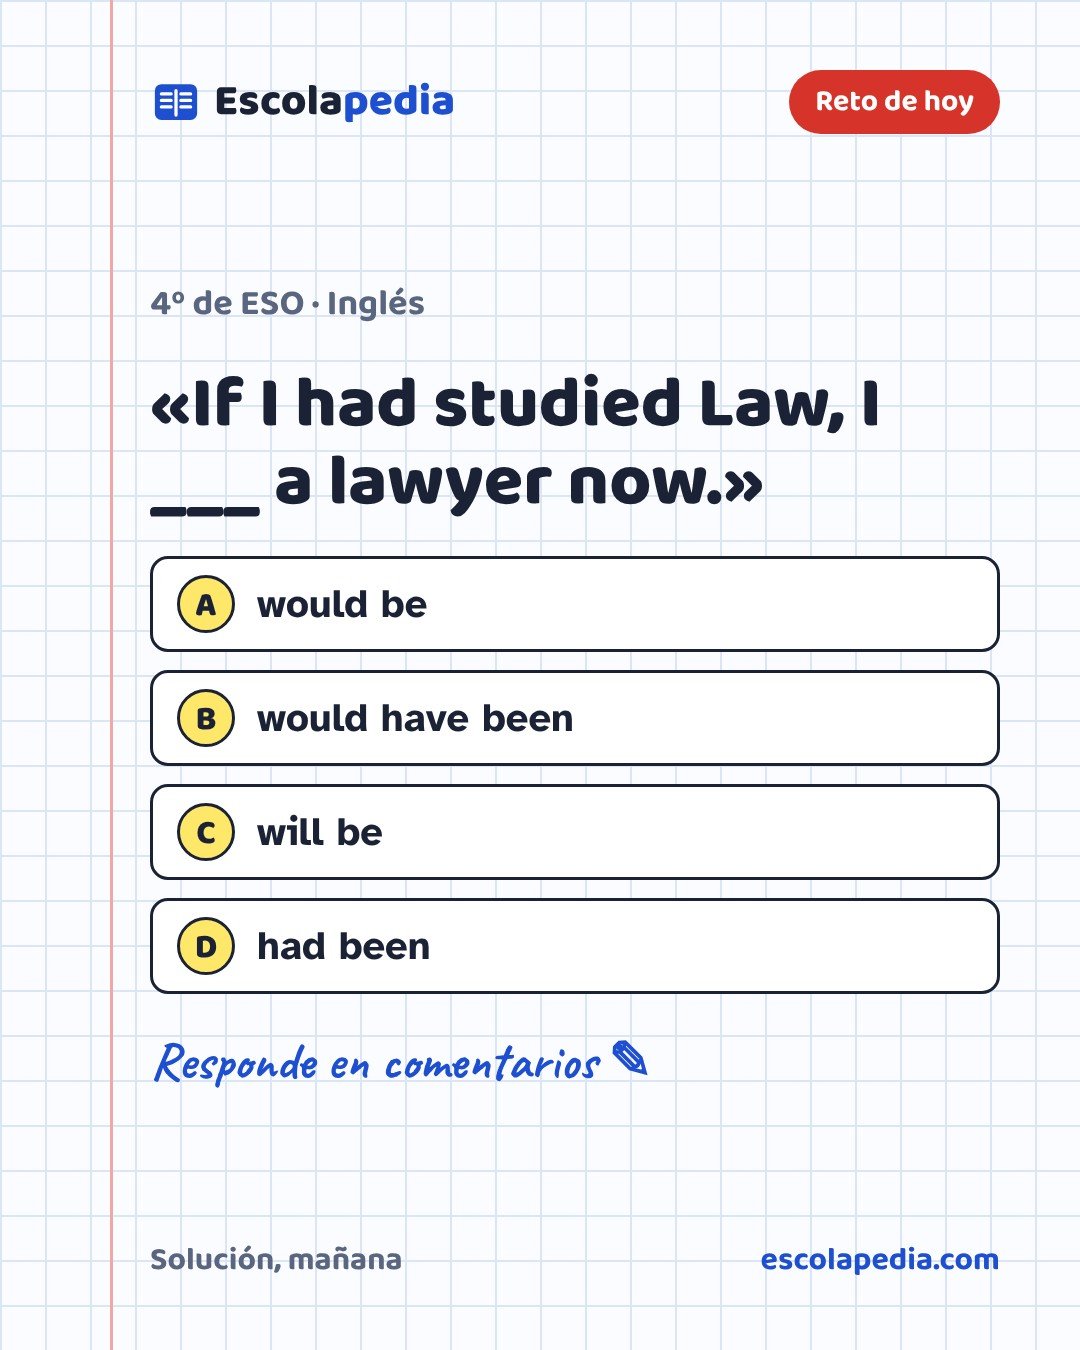 Escolapedia
Reto de hoy
4º de ESO · Inglés
«If I had studied Law, I
___ a lawyer now.»
A would be
B would have been
C will be
D had been
Responde en comentarios ✎
Solución, mañana
escolapedia.com